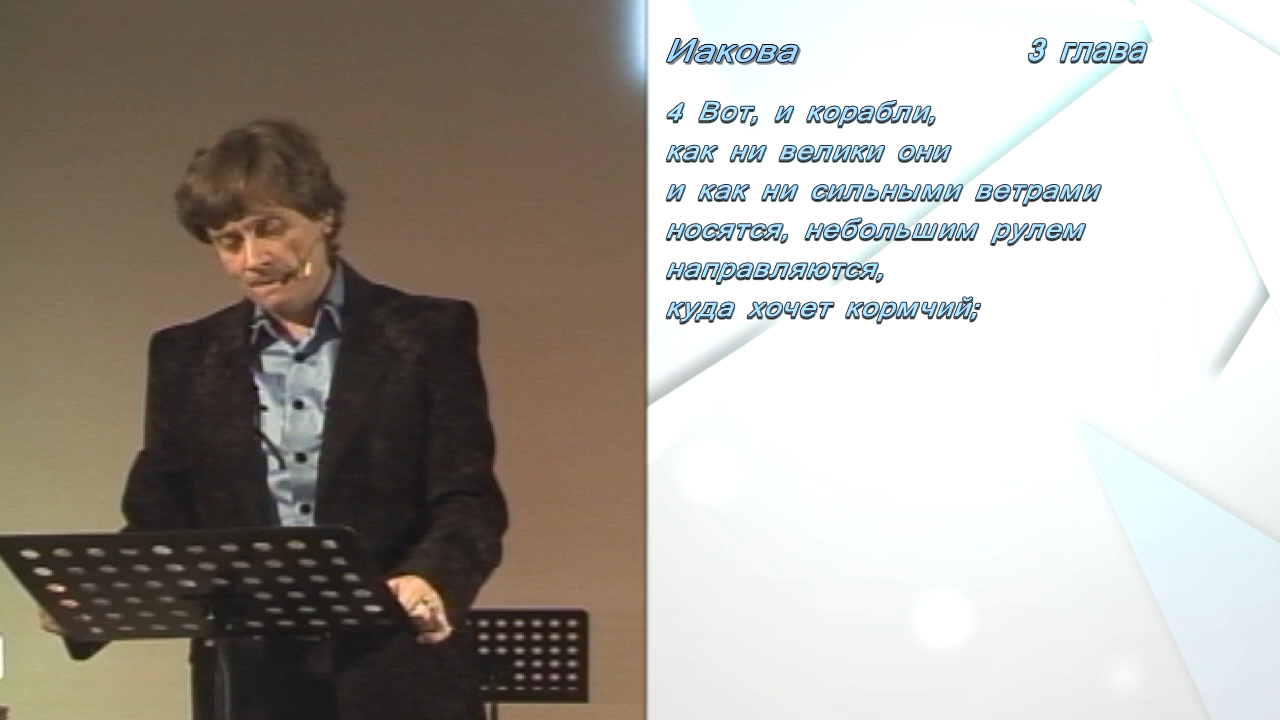 Иакова 3 глава
4 Вот, и корабли,
как ни велики они
и как ни сильными ветрами
носятся, небольшим рулем
направляются,
куда хочет кормчий;